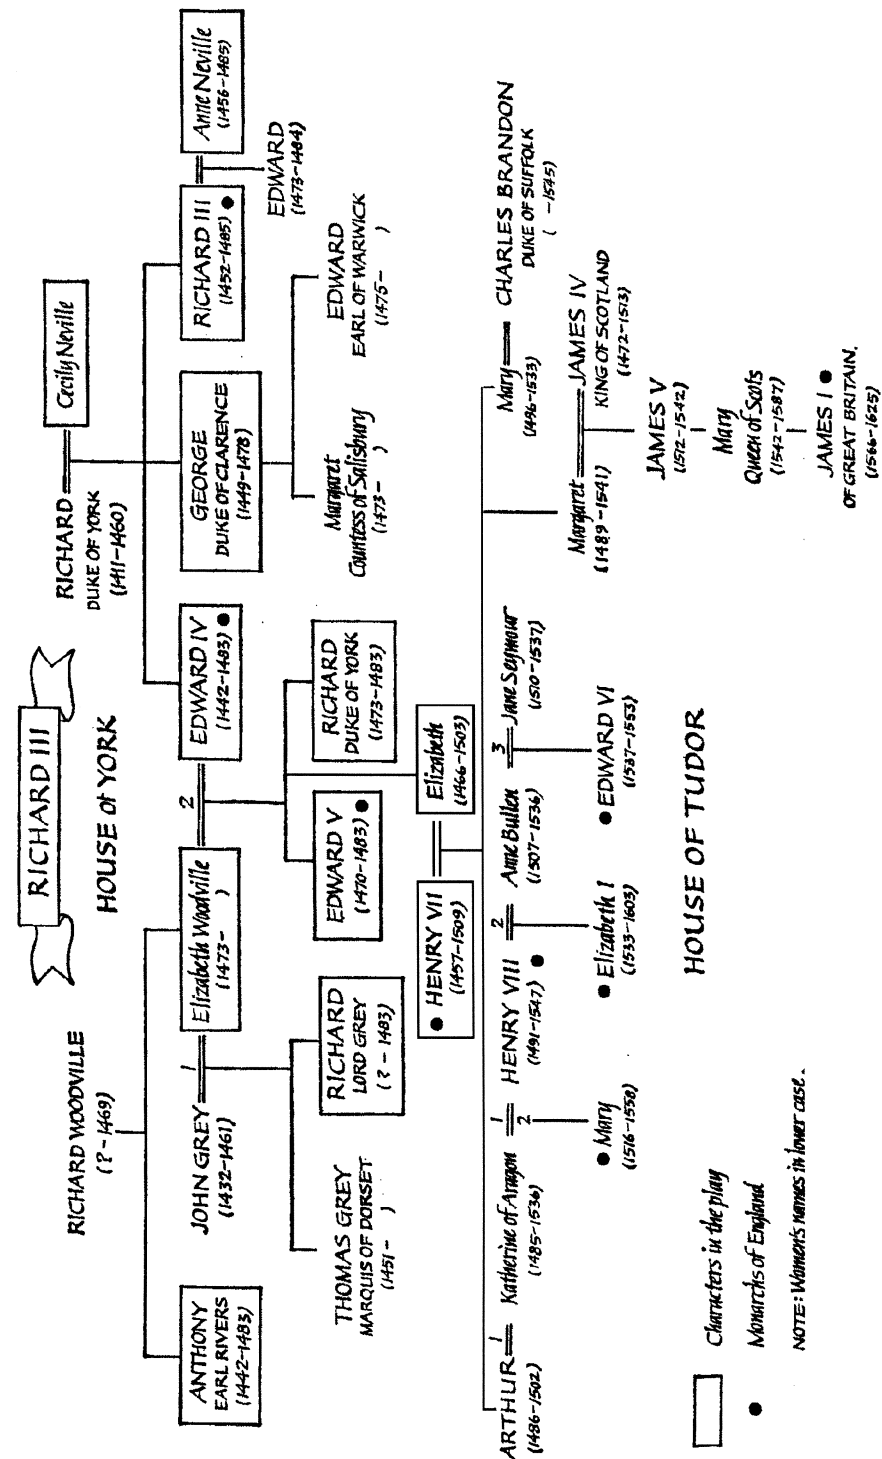 RICHARD III
HOUSE of YORK
RICHARD WOODVILLE
(?-1469)
RICHARD
DUKE OF YORK
(1411-1460)
Cecily Neville
ANTHONY
EARL RIVERS
(1442-1483)
JOHN GREY
(1432-1461)
1
Elizabeth Woodville
(1473- )
2
EDWARD IV
(1442-1483) ●
GEORGE
DUKE OF CLARENCE
(1449-1478)
RICHARD III
(1452-1485) ●
Anne Neville
(1456-1485)
EDWARD
(1473-1484)
THOMAS GREY
MARQUIS OF DORSET
(1451- )
RICHARD
LORD GREY
(? - 1483)
EDWARD V
(1470-1483) ●
RICHARD
DUKE OF YORK
(1473-1483)
Margaret
Countess of Salisbury
(1473- )
EDWARD
EARL OF WARWICK
(1475- )
● HENRY VII
(1457-1509)
Elizabeth
(1466-1503)
ARTHUR
(1486-1502)
1
Katherine of Aragon
(1485-1536)
1
2
HENRY VIII
(1491-1547) ●
2
Anne Bullen
(1507-1536)
3
Jane Seymour
(1510-1537)
Margaret
(1489-1541)
JAMES IV
KING OF SCOTLAND
(1472-1513)
Mary
(1496-1533)
CHARLES BRANDON
DUKE OF SUFFOLK
( -1545)
● Mary
(1516-1558)
● Elizabeth I
(1533-1603)
● EDWARD VI
(1537-1553)
JAMES V
(1512-1542)
Mary
Queen of Scots
(1542-1587)
JAMES I ●
OF GREAT BRITAIN.
(1566-1625)
HOUSE OF TUDOR
Characters in the play
● Monarchs of England
NOTE: Women's names in lower case.